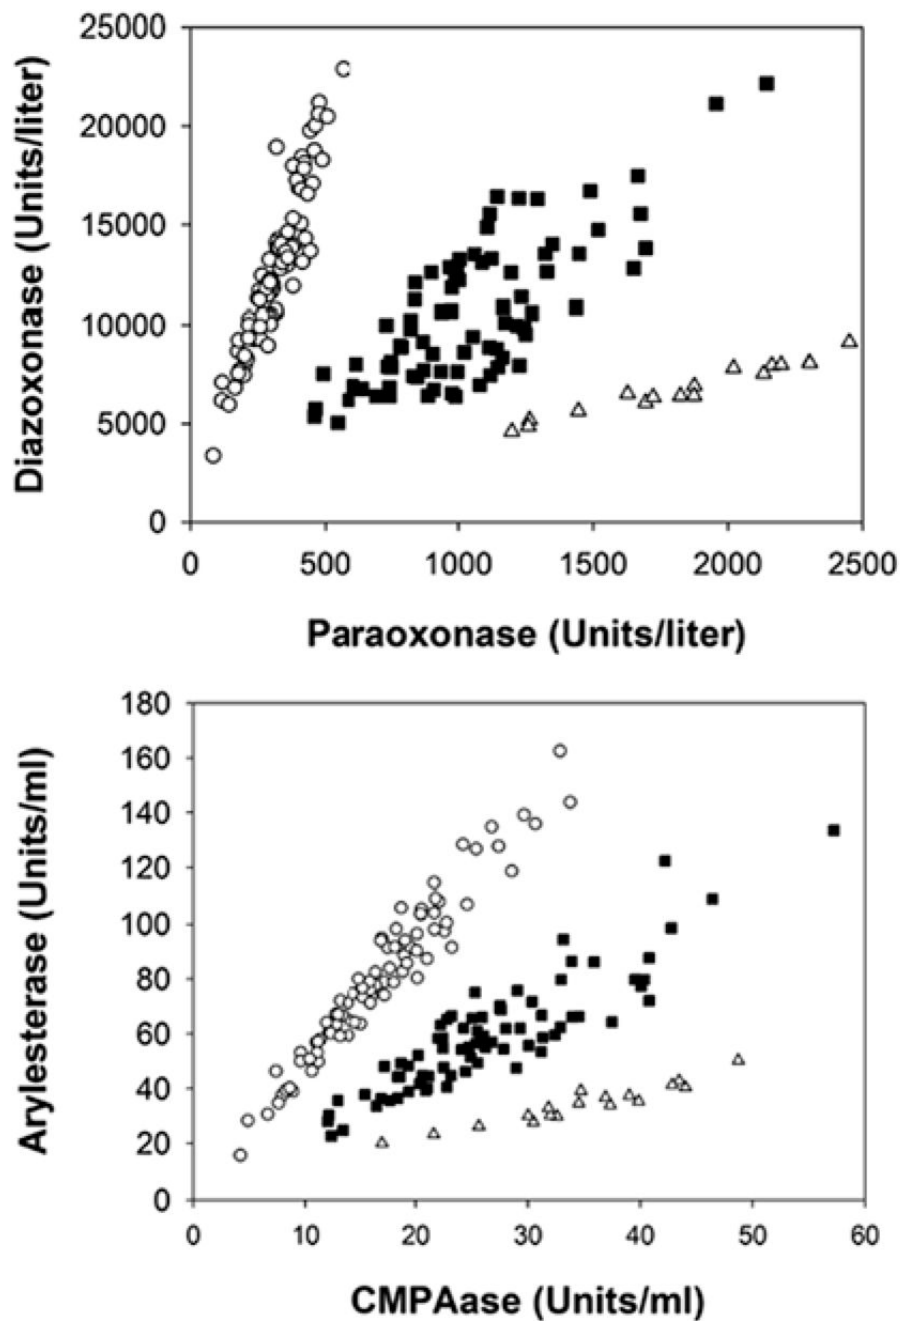 Diazoxonase (Units/liter)
25000
20000
15000
10000
5000
0
0 500 1000 1500 2000 2500
Paraoxonase (Units/liter)
Arylesterase (Units/ml)
180
160
140
120
100
80
60
40
20
0
0 10 20 30 40 50 60
CMPAase (Units/ml)